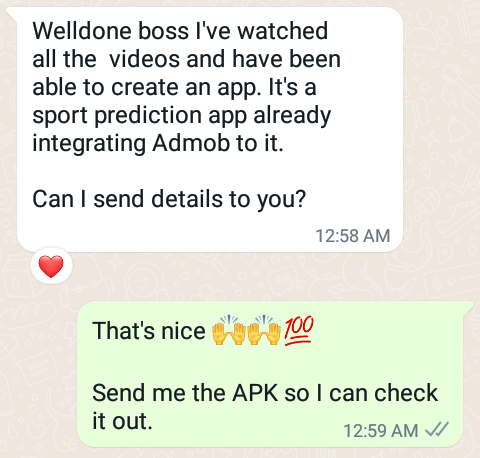 Welldone boss I've watched
all the  videos and have been
able to create an app. It's a
sport prediction app already
integrating Admob to it.
Can I send details to you?
12:58 AM
That's nice 🙌🙌💯
Send me the APK so I can check
it out.
12:59 AM